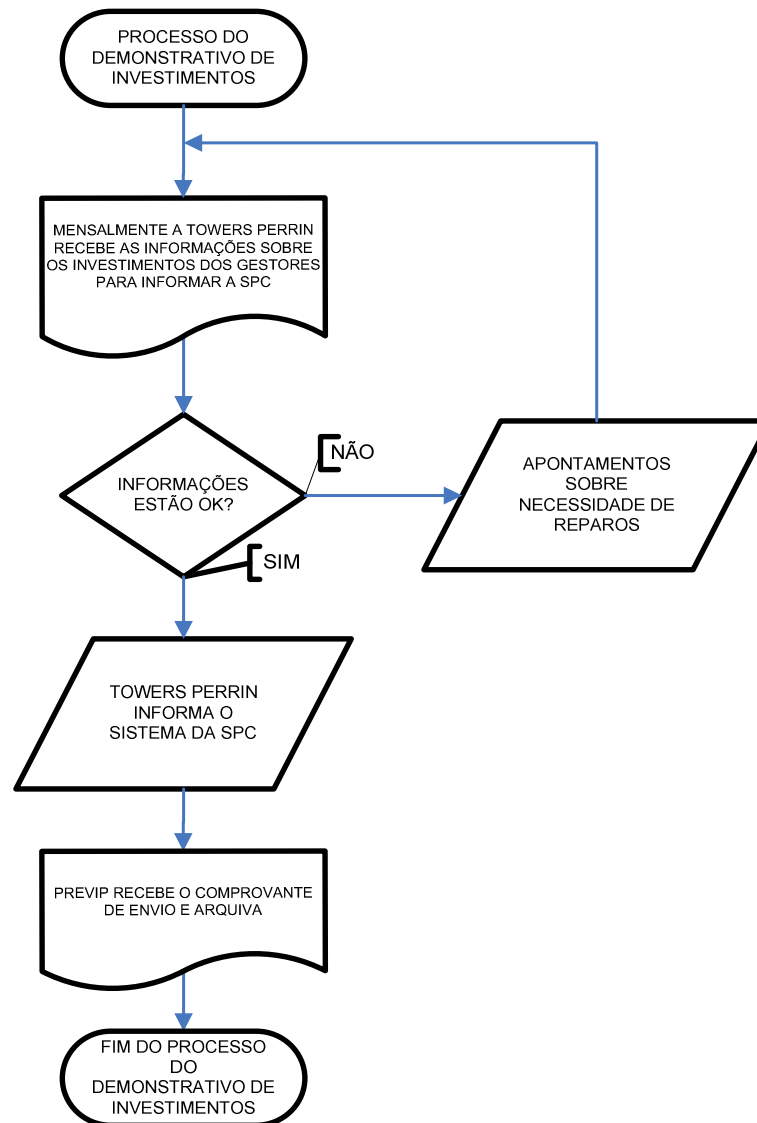 PROCESSO DO
DEMONSTRATIVO DE
INVESTIMENTOS
MENSALMENTE A TOWERS PERRIN
RECEBE AS INFORMAÇÕES SOBRE
OS INVESTIMENTOS DOS GESTORES
PARA INFORMAR A SPC
INFORMAÇÕES
ESTÃO OK?
NÃO
APONTAMENTOS
SOBRE
NECESSIDADE DE
REPAROS
SIM
TOWERS PERRIN
INFORMA O
SISTEMA DA SPC
PREVIP RECEBE O COMPROVANTE
DE ENVIO E ARQUIVA
FIM DO PROCESSO
DO
DEMONSTRATIVO DE
INVESTIMENTOS